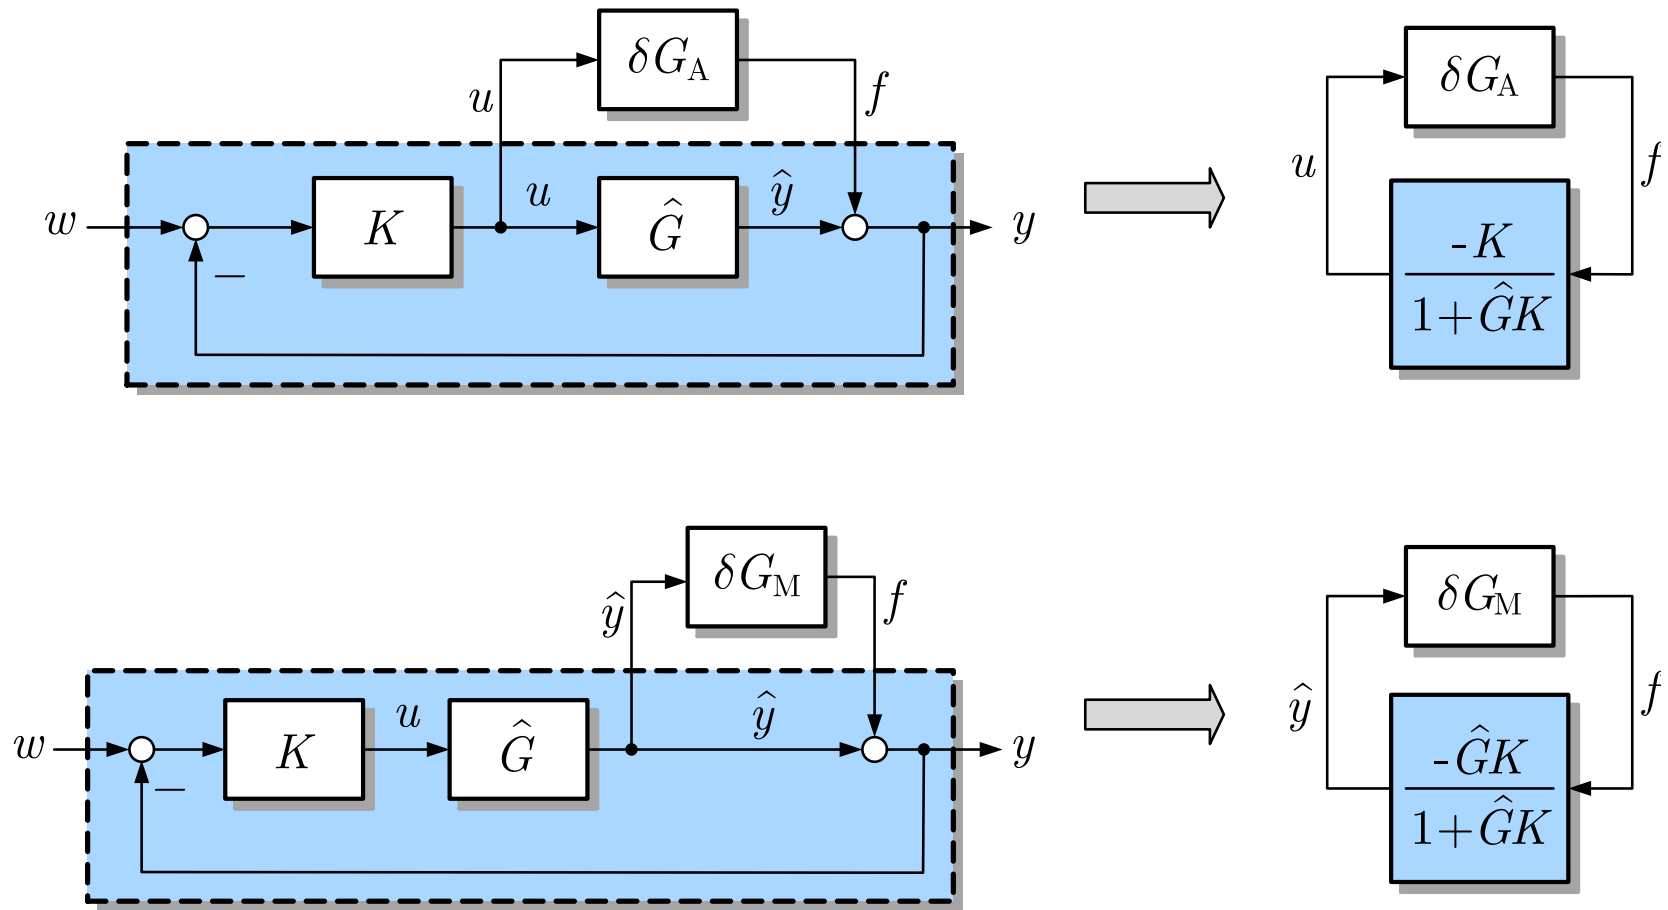 δG_A
u
f
w
K
u
Ĝ
ŷ
y
−
δG_A
u
f
-K
1+ĜK
δG_M
ŷ
f
w
K
u
Ĝ
ŷ
y
−
δG_M
ŷ
f
-ĜK
1+ĜK